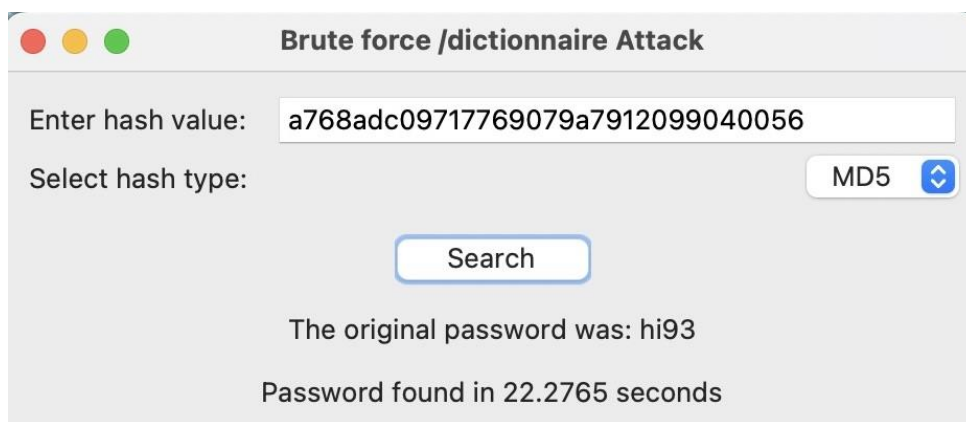 Brute force /dictionnaire Attack
Enter hash value: a768adc09717769079a7912099040056
Select hash type: MD5
Search
The original password was: hi93
Password found in 22.2765 seconds